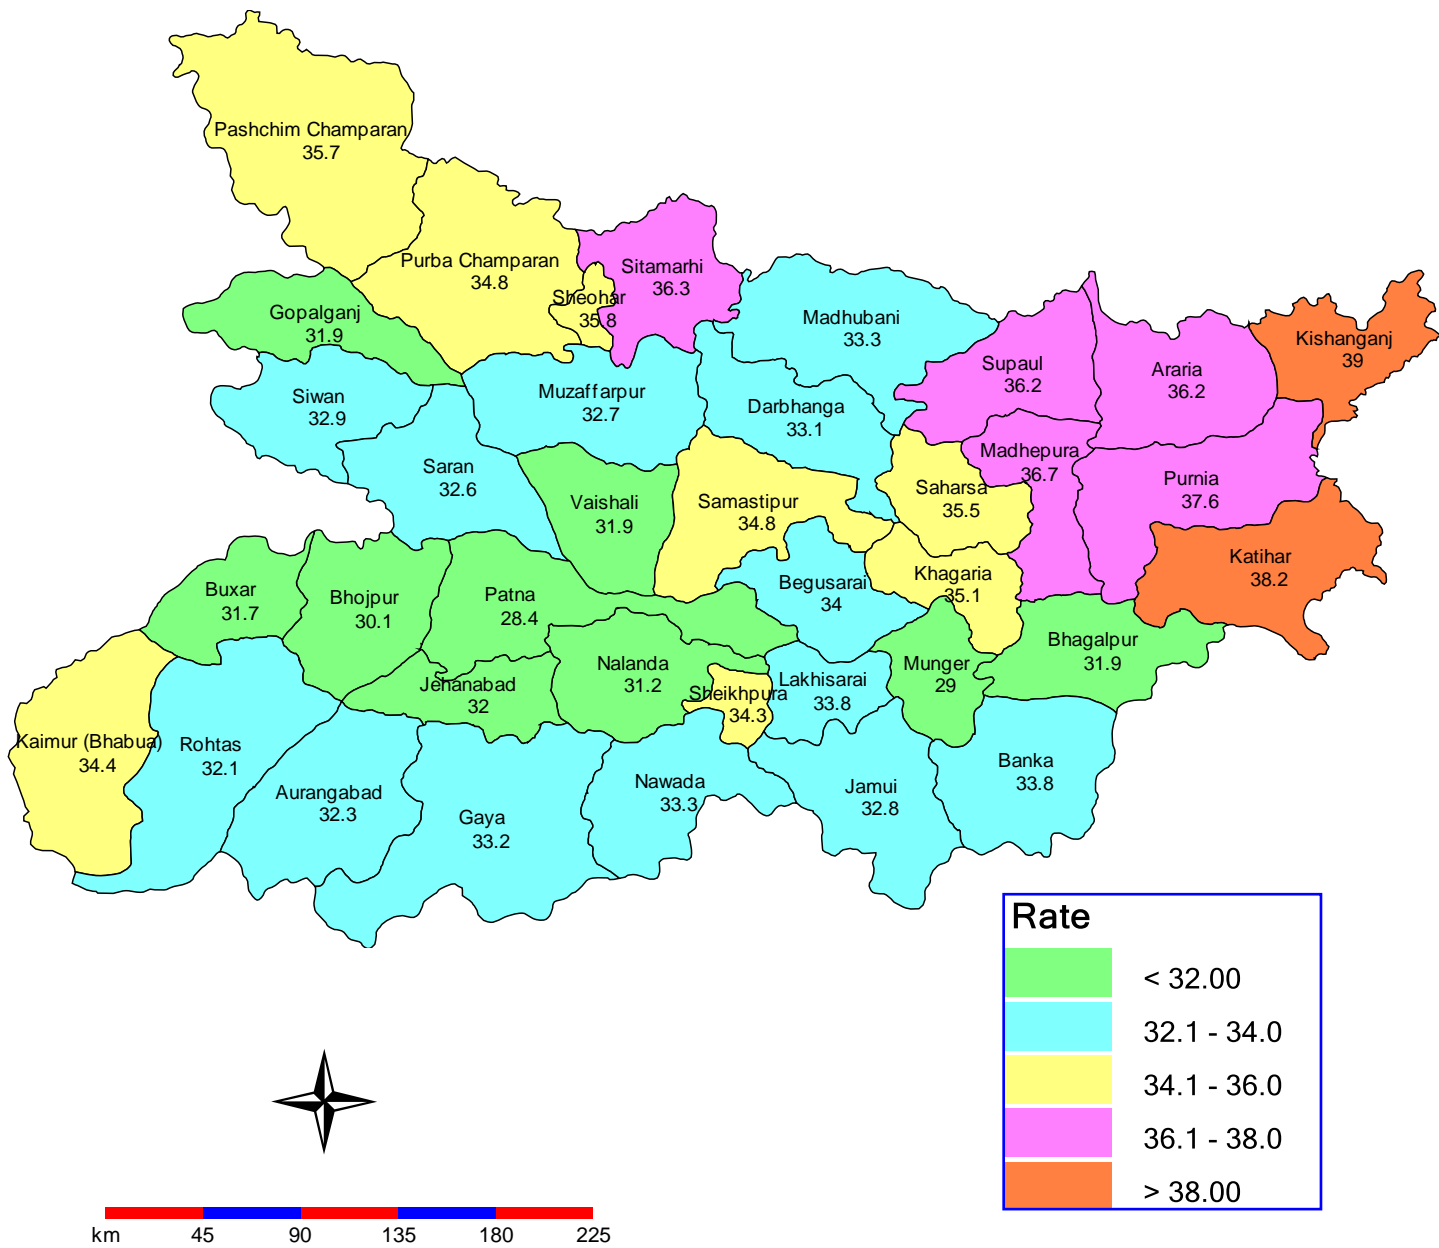 Pashchim Champaran
35.7
Purba Champaran
34.8
Sitamarhi
36.3
Sheohar
35.8
Gopalganj
31.9
Madhubani
33.3
Kishanganj
39
Supaul
36.2
Araria
36.2
Siwan
32.9
Muzaffarpur
32.7
Darbhanga
33.1
Madhepura
36.7
Saran
32.6
Vaishali
31.9
Samastipur
34.8
Saharsa
35.5
Purnia
37.6
Katihar
38.2
Buxar
31.7
Bhojpur
30.1
Patna
28.4
Begusarai
34
Khagaria
35.1
Bhagalpur
31.9
Jehanabad
32
Nalanda
31.2
Sheikhpura
34.3
Lakhisarai
33.8
Munger
29
Kaimur (Bhabua)
34.4
Rohtas
32.1
Aurangabad
32.3
Gaya
33.2
Nawada
33.3
Jamui
32.8
Banka
33.8
Rate
< 32.00
32.1 - 34.0
34.1 - 36.0
36.1 - 38.0
> 38.00
km 45 90 135 180 225